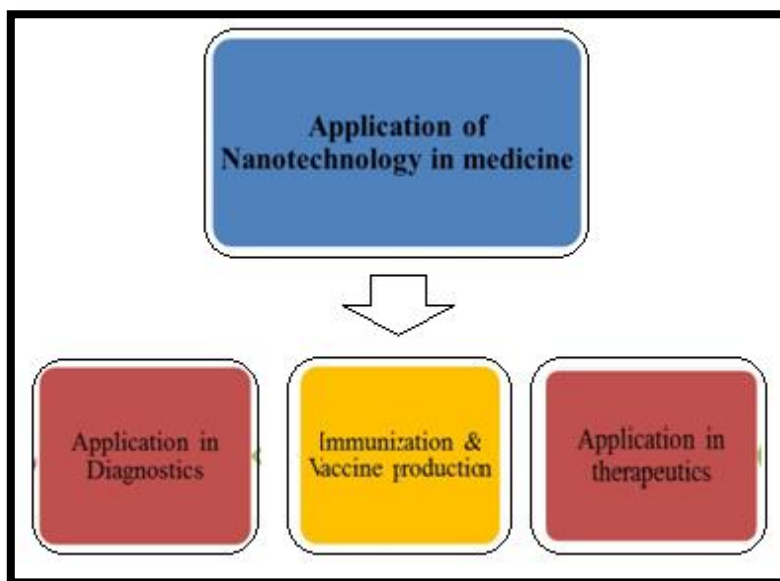 Application of
Nanotechnology in medicine
Application in
Diagnostics
Immunization &
Vaccine production
Application in
therapeutics